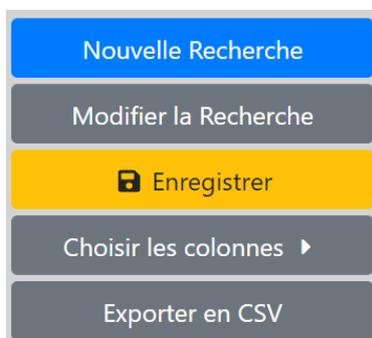 Nouvelle Recherche
Modifier la Recherche
Enregistrer
Choisir les colonnes
Exporter en CSV